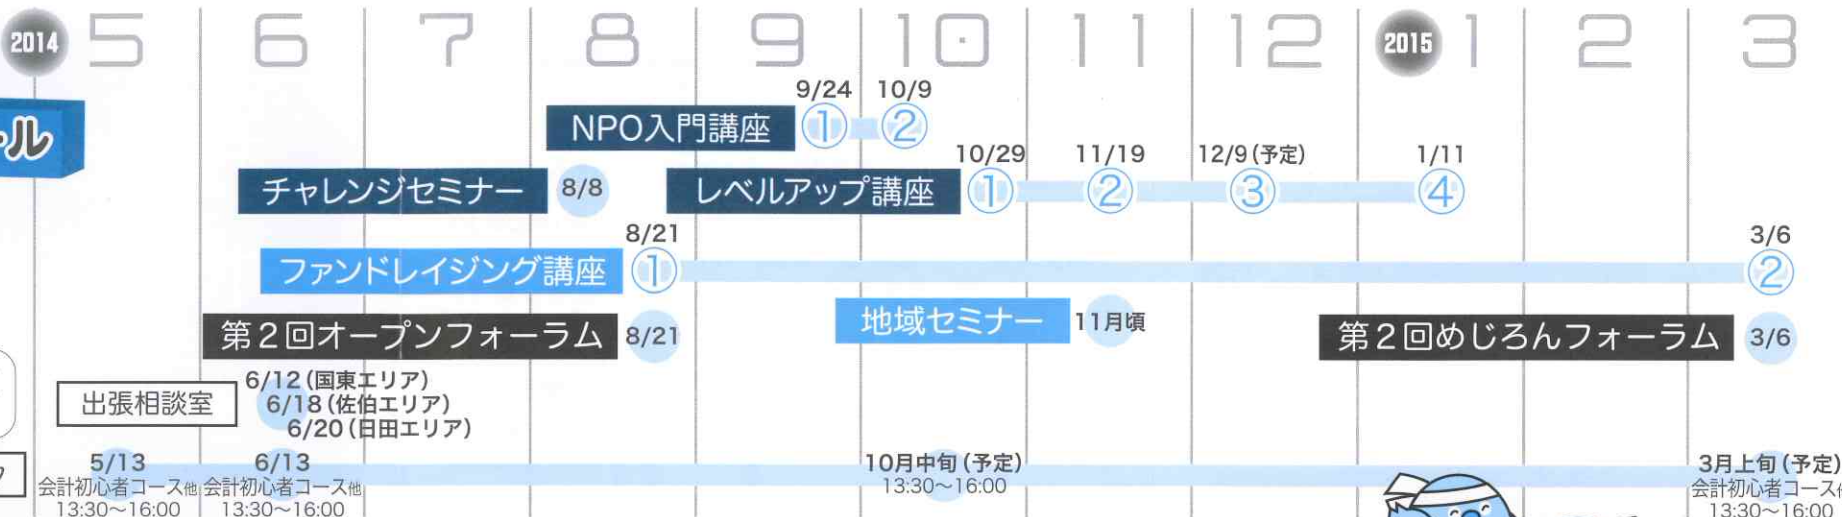 2014 5 6 7 8 9 10 11 12 2015 1 2 3
ール
9/24 10/9
NPO入門講座 ① ②
10/29 11/19 12/9(予定) 1/11
チャレンジセミナー 8/8 レベルアップ講座 ① ② ③ ④
8/21 3/6
ファンドレイジング講座 ① ②
地域セミナー 11月頃
第2回オープンフォーラム 8/21 第2回めじろんフォーラム 3/6
6/12(国東エリア)
出張相談室 6/18(佐伯エリア)
6/20(日田エリア)
5/13 6/13 10月中旬(予定) 3月上旬(予定)
会計初心者コース他 会計初心者コース他 13:30〜16:00 会計初心者コース他
13:30〜16:00 13:30〜16:00 13:30〜16:00